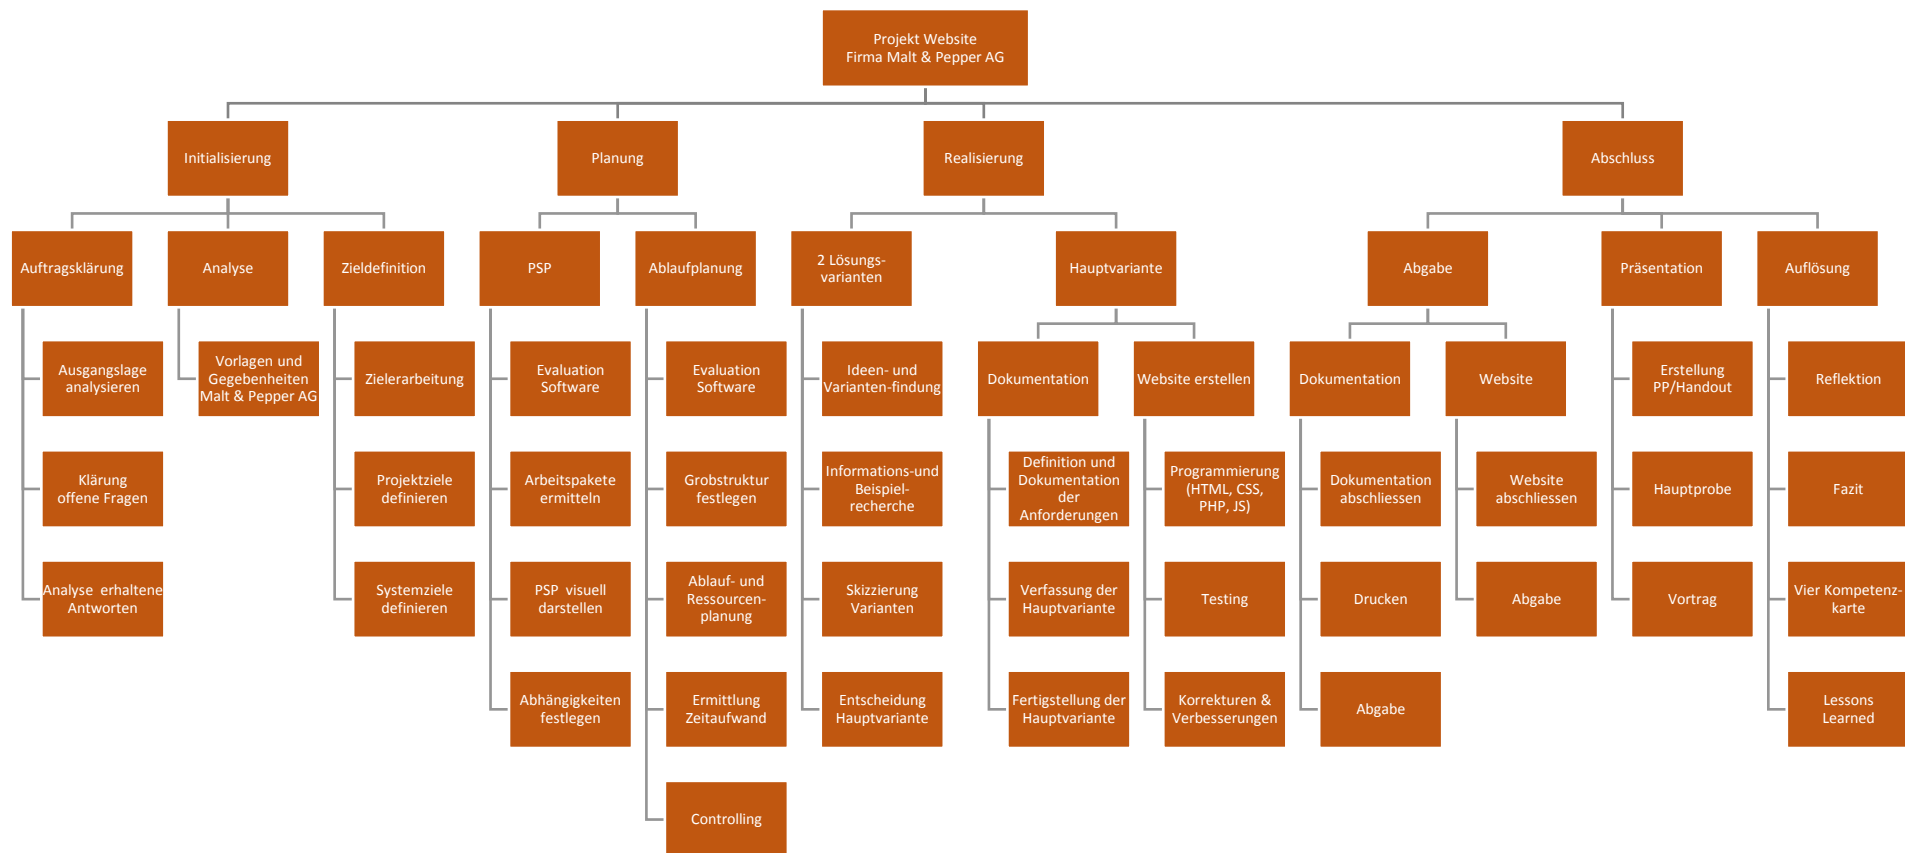 Projekt Website
Firma Malt & Pepper AG
Initialisierung
Planung
Realisierung
Abschluss
Auftragsklärung
Analyse
Zieldefinition
PSP
Ablaufplanung
2 Lösungs-
varianten
Hauptvariante
Abgabe
Präsentation
Auflösung
Ausgangslage
analysieren
Vorlagen und
Gegebenheiten
Malt & Pepper AG
Zielerarbeitung
Evaluation
Software
Evaluation
Software
Ideen- und
Varianten-findung
Dokumentation
Website erstellen
Dokumentation
Website
Erstellung
PP/Handout
Reflektion
Klärung
offene Fragen
Projektziele
definieren
Arbeitspakete
ermitteln
Grobstruktur
festlegen
Informations-und
Beispiel-
recherche
Definition und
Dokumentation
der
Anforderungen
Programmierung
(HTML, CSS,
PHP, JS)
Dokumentation
abschliessen
Website
abschliessen
Hauptprobe
Fazit
Analyse erhaltene
Antworten
Systemziele
definieren
PSP visuell
darstellen
Ablauf- und
Ressourcen-
planung
Skizzierung
Varianten
Verfassung der
Hauptvariante
Testing
Drucken
Abgabe
Vortrag
Vier Kompetenz-
karte
Abhängigkeiten
festlegen
Ermittlung
Zeitaufwand
Entscheidung
Hauptvariante
Fertigstellung der
Hauptvariante
Korrekturen &
Verbesserungen
Abgabe
Lessons
Learned
Controlling